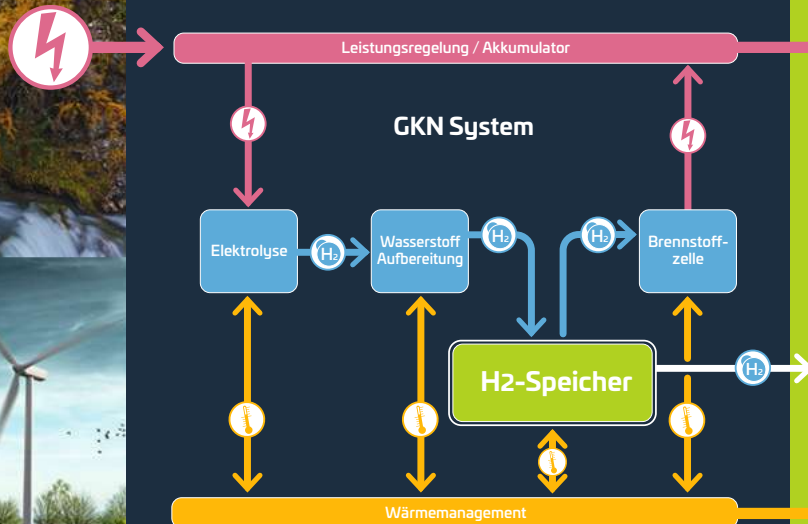 Leistungsregelung / Akkumulator
GKN System
Elektrolyse
H₂
Wasserstoff
Aufbereitung
H₂
H₂
Brennstoff-
zelle
H2-Speicher
H₂
Wärmemanagement